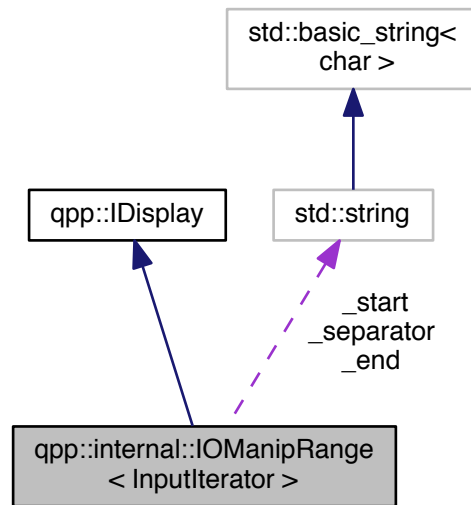 std::basic_string<
char >
qpp::IDisplay
std::string
_start
_separator
_end
qpp::internal::IOManipRange
< InputIterator >